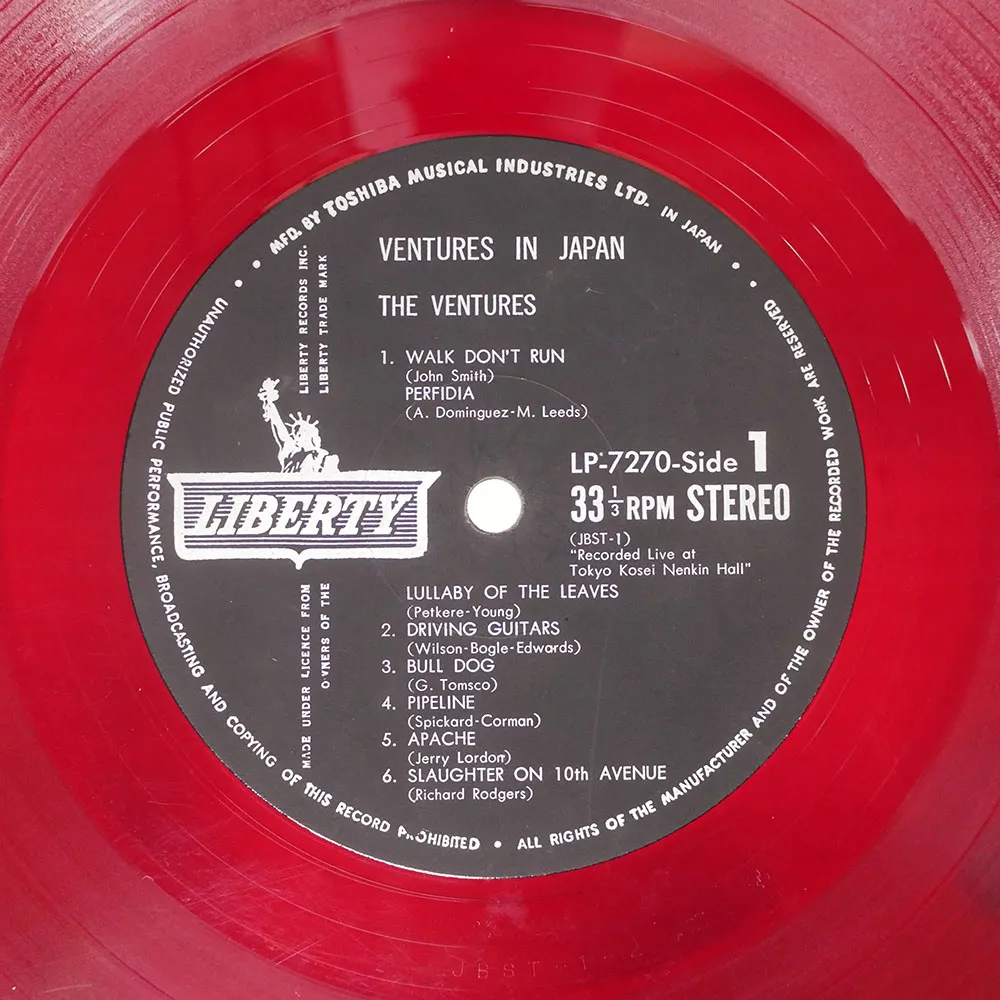 MFD. BY TOSHIBA MUSICAL INDUSTRIES LTD. IN JAPAN
VENTURES IN JAPAN
THE VENTURES
LIBERTY RECORDS INC.
LIBERTY TRADE MARK
1. WALK DON'T RUN
(John Smith)
PERFIDIA
(A. Dominguez-M. Leeds)
LIBERTY
LP-7270-Side 1
33 1/3 RPM STEREO
(JBST-1)
"Recorded Live at
Tokyo Kosei Nenkin Hall"
LULLABY OF THE LEAVES
(Petkere-Young)
2. DRIVING GUITARS
(Wilson-Bogle-Edwards)
3. BULL DOG
(G. Tomsco)
4. PIPELINE
(Spickard-Corman)
5. APACHE
(Jerry Lordon)
6. SLAUGHTER ON 10th AVENUE
(Richard Rodgers)
MADE UNDER LICENCE FROM
OWNERS OF THE
UNAUTHORIZED PUBLIC PERFORMANCE, BROADCASTING AND COPYING OF THIS RECORD PROHIBITED • ALL RIGHTS OF THE MANUFACTURER AND OF THE OWNER OF THE RECORDED WORK ARE RESERVED
JBST-1